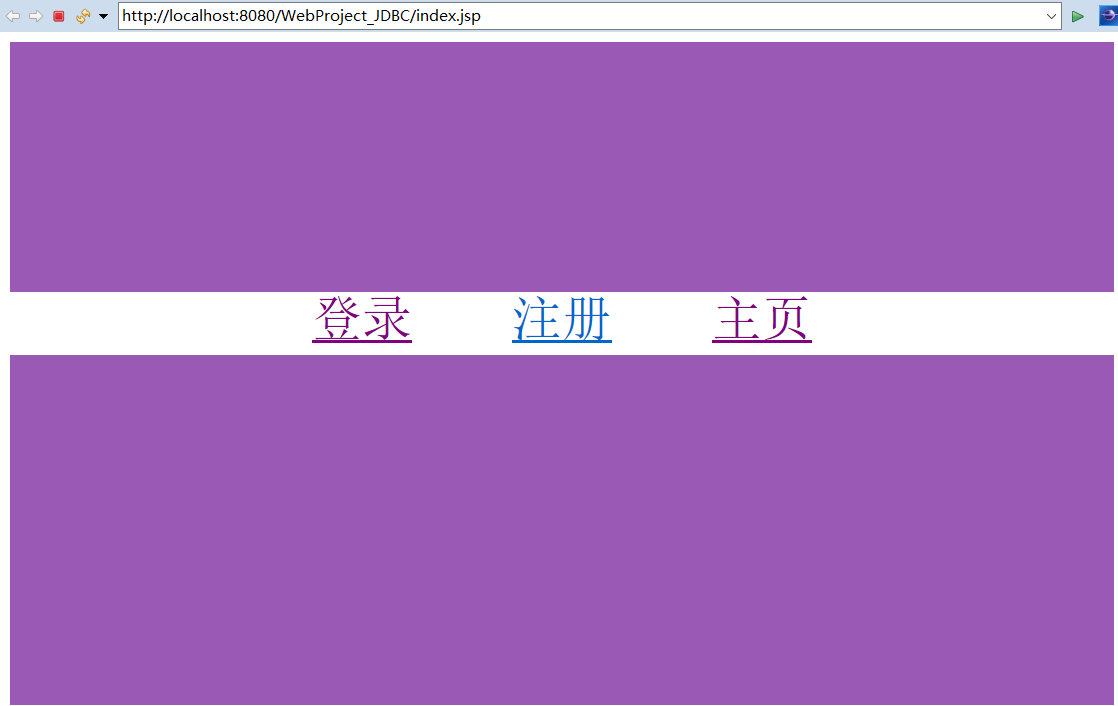 http://localhost:8080/WebProject_JDBC/index.jsp
登录 注册 主页